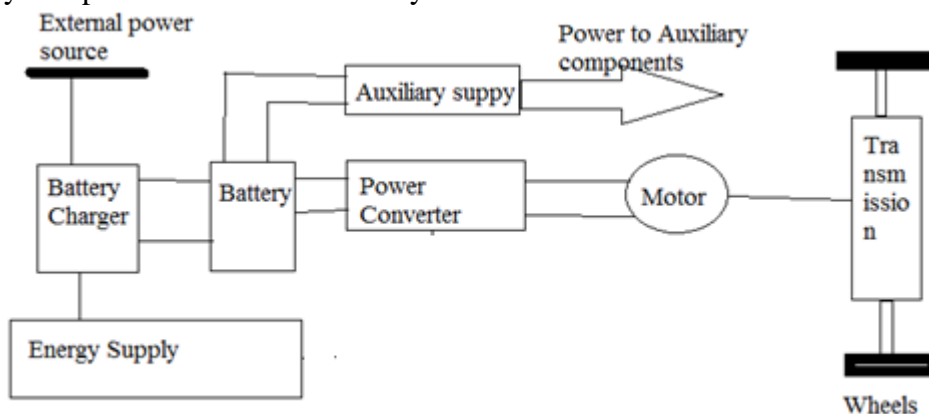 External power
source
Power to Auxiliary
components
Auxiliary suppy
Battery
Charger
Battery
Power
Converter
Motor
Tra
nsm
issio
n
Energy Supply
Wheels